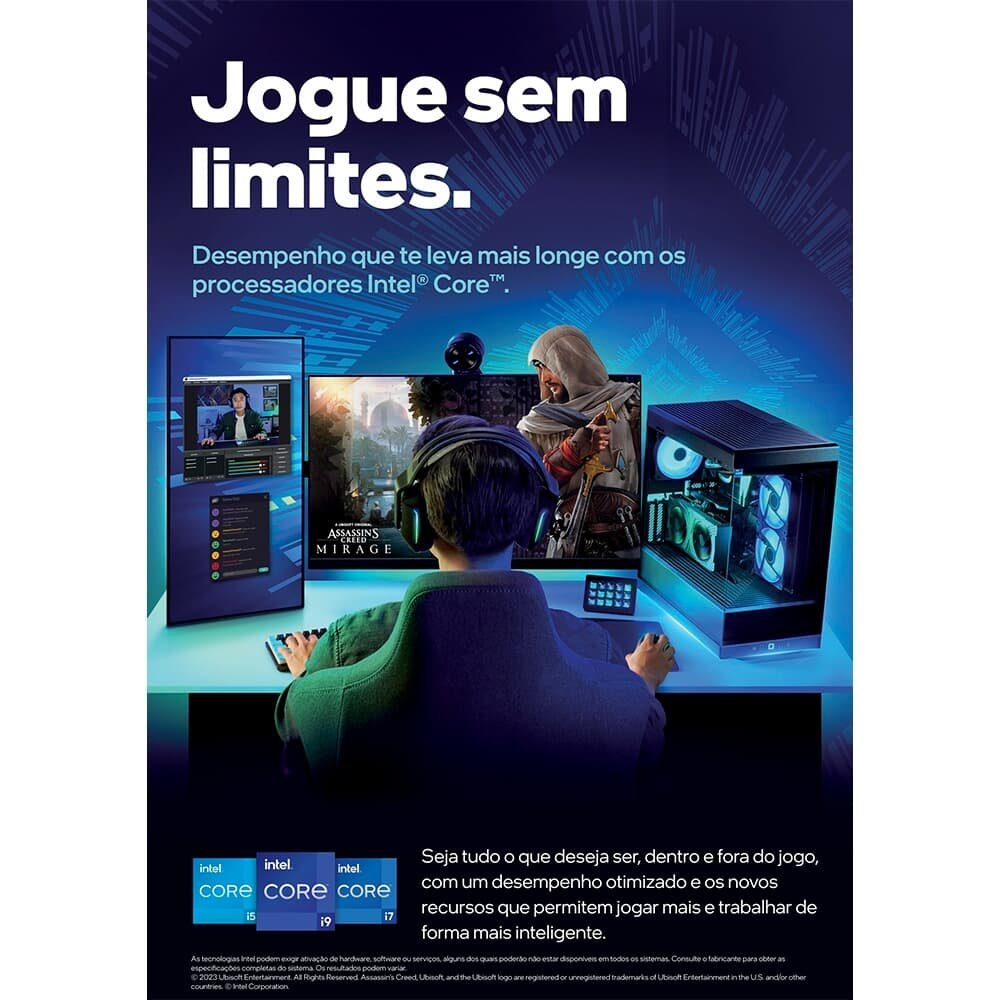 Jogue sem
limites.
Desempenho que te leva mais longe com os
processadores Intel® Core™.
A UBISOFT ORIGINAL
ASSASSIN'S
CREED
MIRAGE
intel.
CORE
i5
intel.
CORE
i9
intel.
CORE
i7
Seja tudo o que deseja ser, dentro e fora do jogo,
com um desempenho otimizado e os novos
recursos que permitem jogar mais e trabalhar de
forma mais inteligente.
As tecnologias Intel podem exigir ativação de hardware, software ou serviços, alguns dos quais poderão não estar disponíveis em todos os sistemas. Consulte o fabricante para obter as
especificações completas do sistema. Os resultados podem variar.
© 2023 Ubisoft Entertainment. All Rights Reserved. Assassin's Creed, Ubisoft, and the Ubisoft logo are registered or unregistered trademarks of Ubisoft Entertainment in the U.S. and/or other
countries. © Intel Corporation.